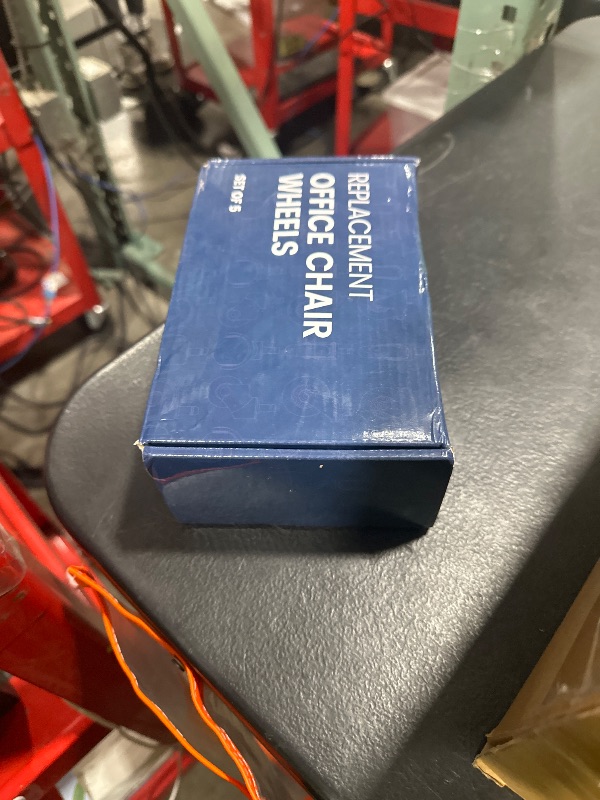 REPLACEMENT
OFFICE CHAIR
WHEELS
SET OF 5